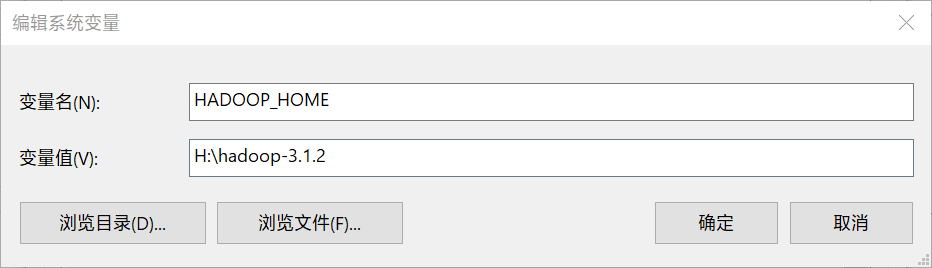 编辑系统变量
变量名(N):
HADOOP_HOME
变量值(V):
H:\hadoop-3.1.2
浏览目录(D)...
浏览文件(F)...
确定
取消